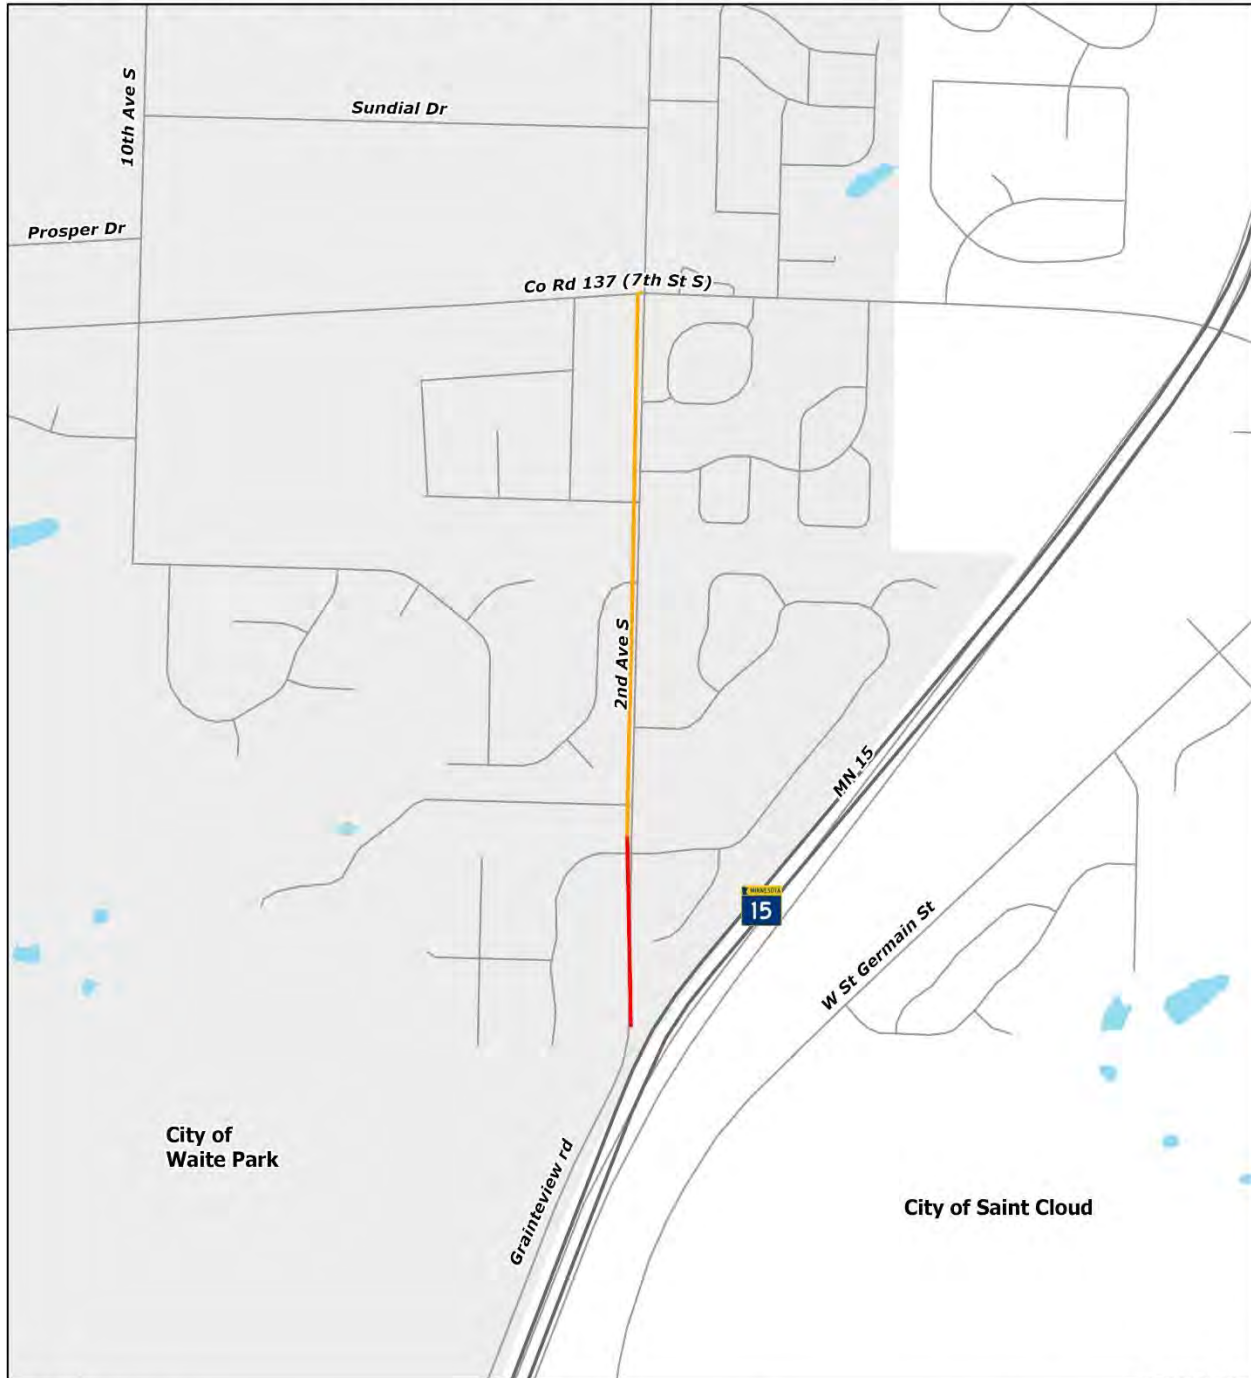 10th Ave S
Sundial Dr
Prosper Dr
Co Rd 137 (7th St S)
2nd Ave S
MN 15
MINNESOTA
15
W St Germain St
City of
Waite Park
Grainteview rd
City of Saint Cloud